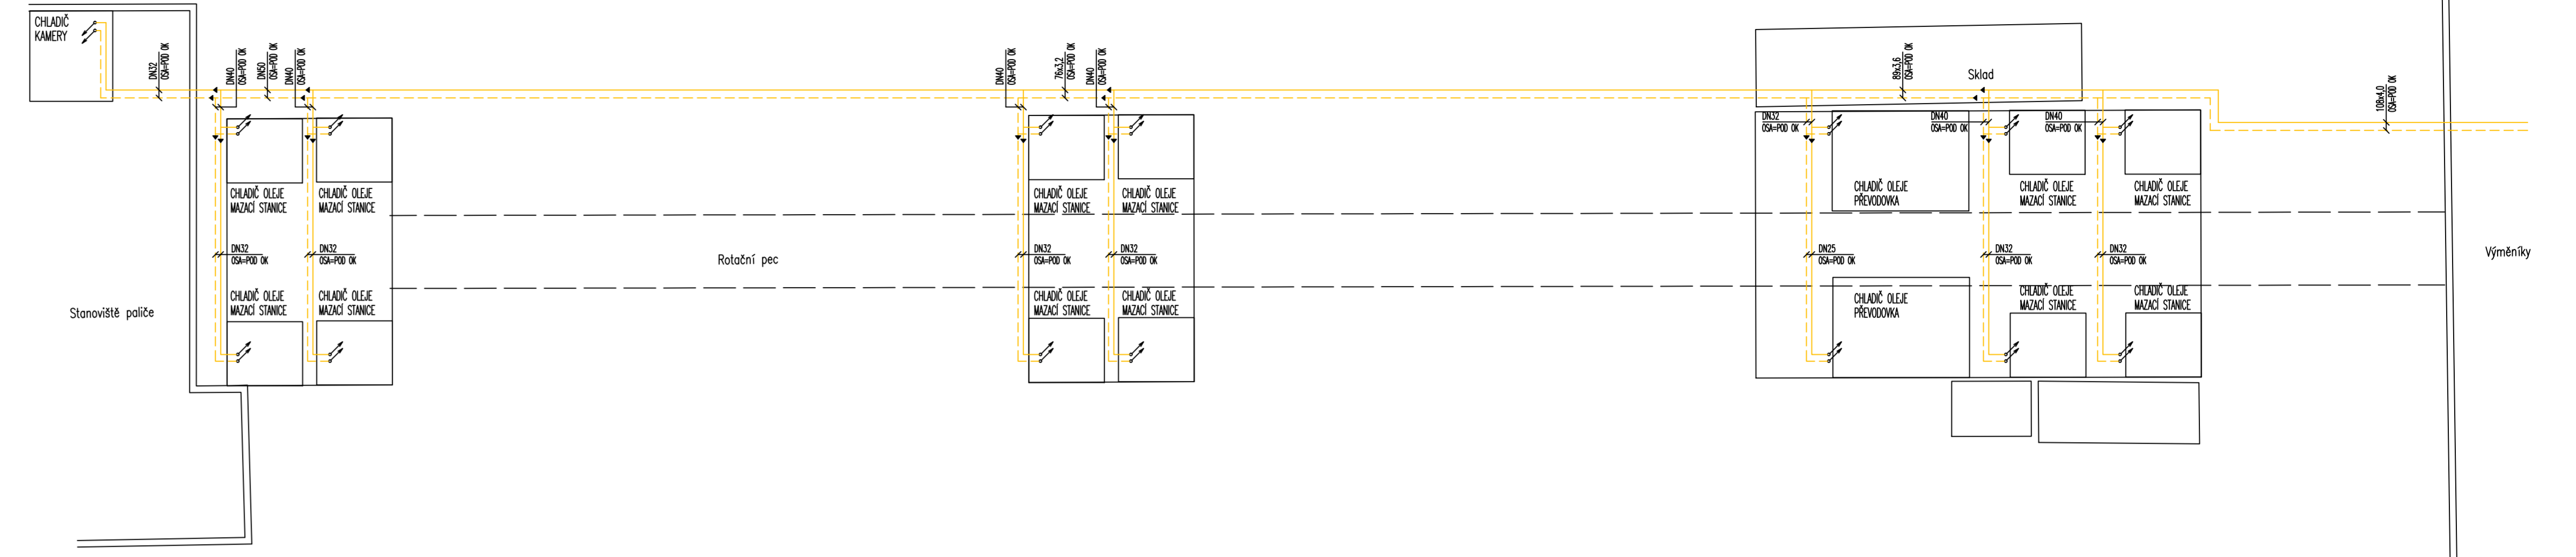 CHLADIČ
KAMERY
DN32
OSA=POD OK
DN40
OSA=POD OK
DN50
OSA=POD OK
DN40
OSA=POD OK
DN40
OSA=POD OK
76x3,2
OSA=POD OK
DN40
OSA=POD OK
89x3,6
OSA=POD OK
Sklad
108x4,0
OSA=POD OK
DN32
OSA=POD OK
DN40
OSA=POD OK
DN40
OSA=POD OK
CHLADIČ OLEJE
MAZACÍ STANICE
CHLADIČ OLEJE
MAZACÍ STANICE
CHLADIČ OLEJE
MAZACÍ STANICE
CHLADIČ OLEJE
MAZACÍ STANICE
CHLADIČ OLEJE
PŘEVODOVKA
CHLADIČ OLEJE
MAZACÍ STANICE
CHLADIČ OLEJE
MAZACÍ STANICE
DN32
OSA=POD OK
DN32
OSA=POD OK
Rotační pec
DN32
OSA=POD OK
DN32
OSA=POD OK
DN25
OSA=POD OK
DN32
OSA=POD OK
DN32
OSA=POD OK
Výměníky
Stanoviště paliče
CHLADIČ OLEJE
MAZACÍ STANICE
CHLADIČ OLEJE
MAZACÍ STANICE
CHLADIČ OLEJE
MAZACÍ STANICE
CHLADIČ OLEJE
MAZACÍ STANICE
CHLADIČ OLEJE
PŘEVODOVKA
CHLADIČ OLEJE
MAZACÍ STANICE
CHLADIČ OLEJE
MAZACÍ STANICE